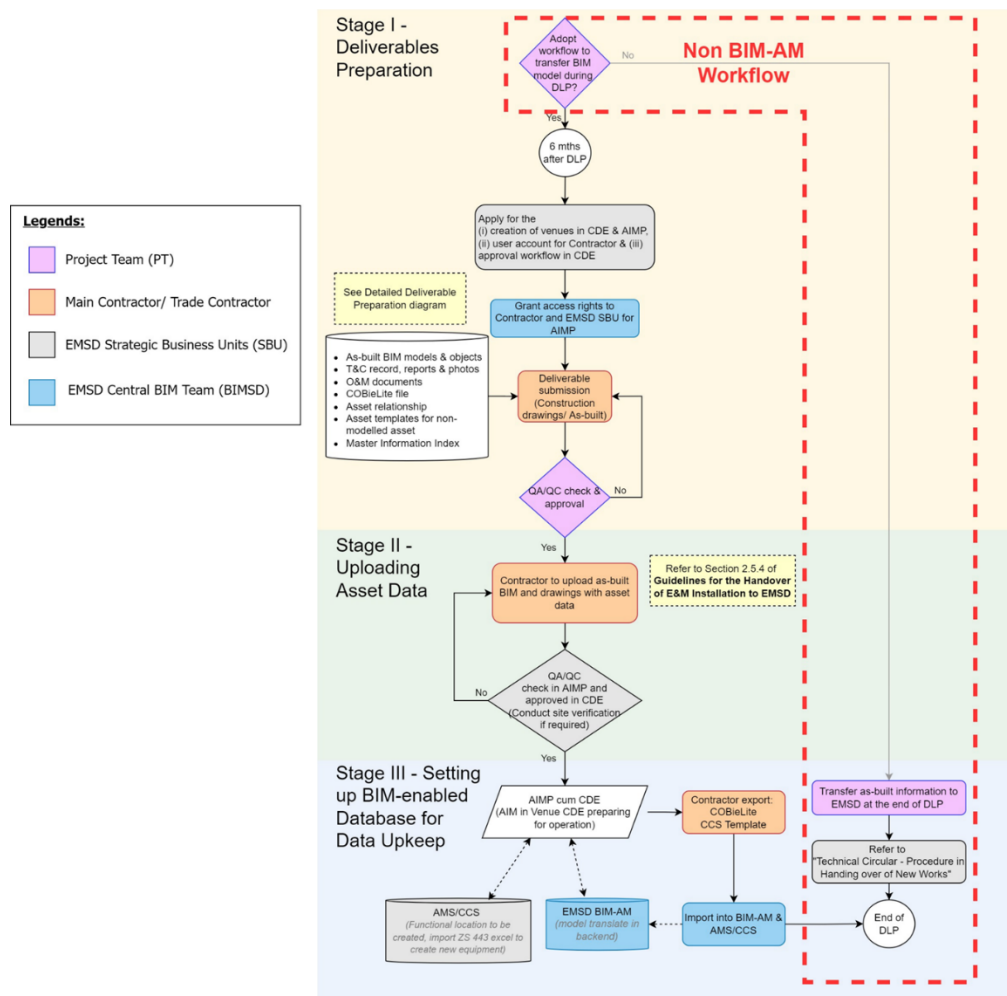 Stage I -
Deliverables
Preparation
Adopt
workflow to
transfer BIM
model during
DLP?
No
Non BIM-AM
Workflow
Yes
6 mths
after DLP
Legends:
Project Team (PT)
Main Contractor/ Trade Contractor
EMSD Strategic Business Units (SBU)
EMSD Central BIM Team (BIMSD)
Apply for the
(i) creation of venues in CDE & AIMP,
(ii) user account for Contractor & (iii)
approval workflow in CDE
See Detailed Deliverable
Preparation diagram
Grant access rights to
Contractor and EMSD SBU for
AIMP
• As-built BIM models & objects
• T&C record, reports & photos
• O&M documents
• COBieLite file
• Asset relationship
• Asset templates for non-
modelled asset
• Master Information Index
Deliverable
submission
(Construction
drawings/ As-built)
QA/QC check &
approval
No
Yes
Stage II -
Uploading
Asset Data
Contractor to upload as-built
BIM and drawings with asset
data
Refer to Section 2.5.4 of
Guidelines for the Handover
of E&M Installation to EMSD
QA/QC
check in AIMP and
approved in CDE
(Conduct site verification
if required)
No
Yes
Stage III - Setting
up BIM-enabled
Database for
Data Upkeep
AIMP cum CDE
(AIM in Venue CDE preparing
for operation)
Contractor export:
COBieLite
CCS Template
Transfer as-built information to
EMSD at the end of DLP
Refer to
"Technical Circular - Procedure in
Handing over of New Works"
AMS/CCS
(Functional location to be
created, import ZS 443 excel to
create new equipment)
EMSD BIM-AM
(model translate in
backend)
Import into BIM-AM &
AMS/CCS
End of
DLP